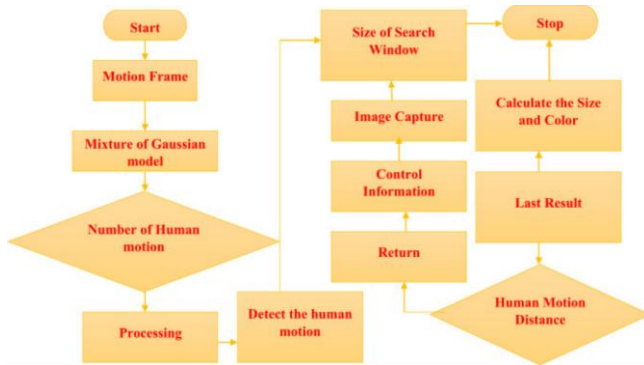 Start
Motion Frame
Mixture of Gaussian
model
Number of Human
motion
Processing
Detect the human
motion
Size of Search
Window
Image Capture
Control
Information
Return
Stop
Calculate the Size
and Color
Last Result
Human Motion
Distance